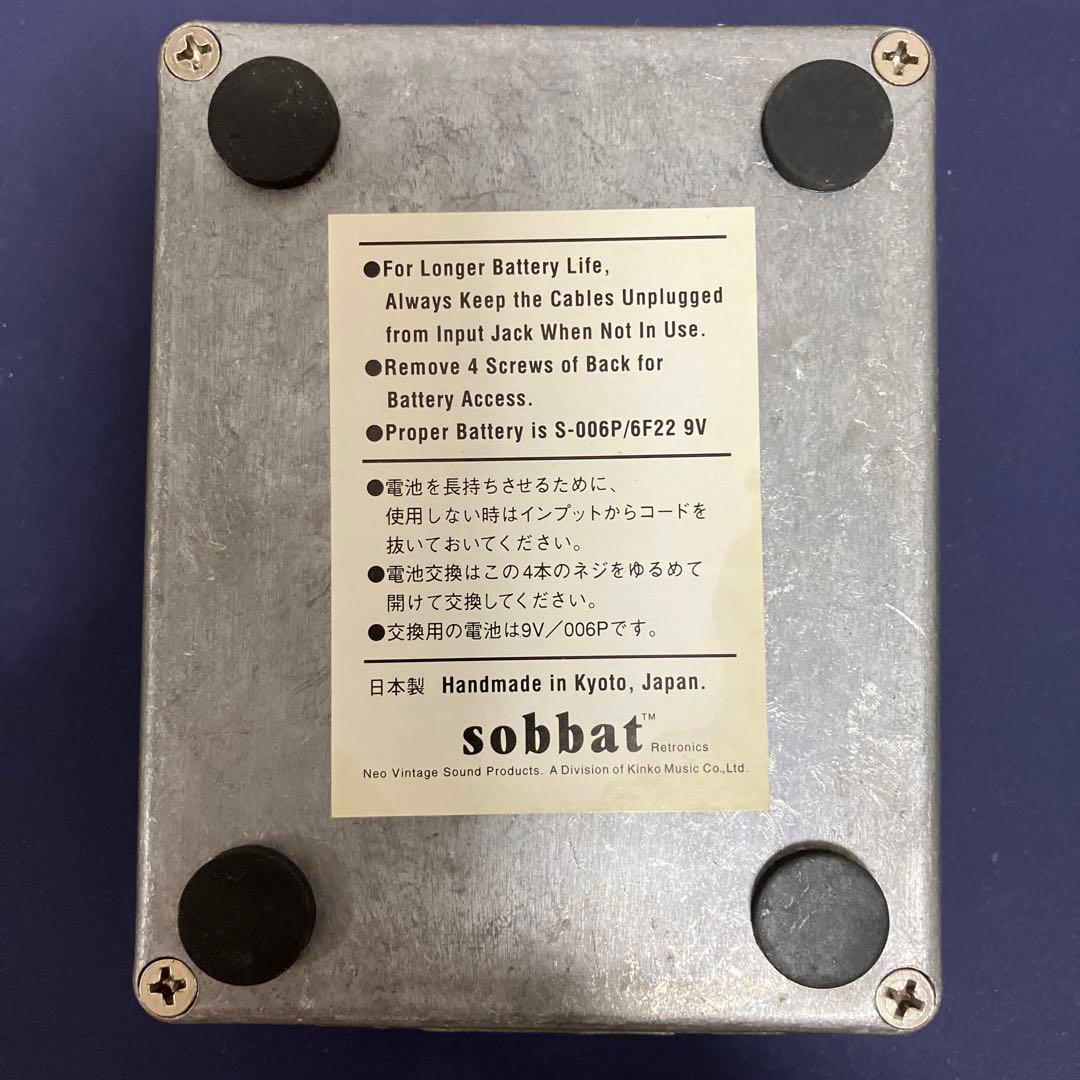 ●For Longer Battery Life,
Always Keep the Cables Unplugged
from Input Jack When Not In Use.
●Remove 4 Screws of Back for
Battery Access.
●Proper Battery is S-006P/6F22 9V
●電池を長持ちさせるために、
使用しない時はインプットからコードを
抜いておいてください。
●電池交換はこの4本のネジをゆるめて
開けて交換してください。
●交換用の電池は9V／006Pです。
日本製 Handmade in Kyoto, Japan.
sobbat™ Retronics
Neo Vintage Sound Products. A Division of Kinko Music Co.,Ltd.